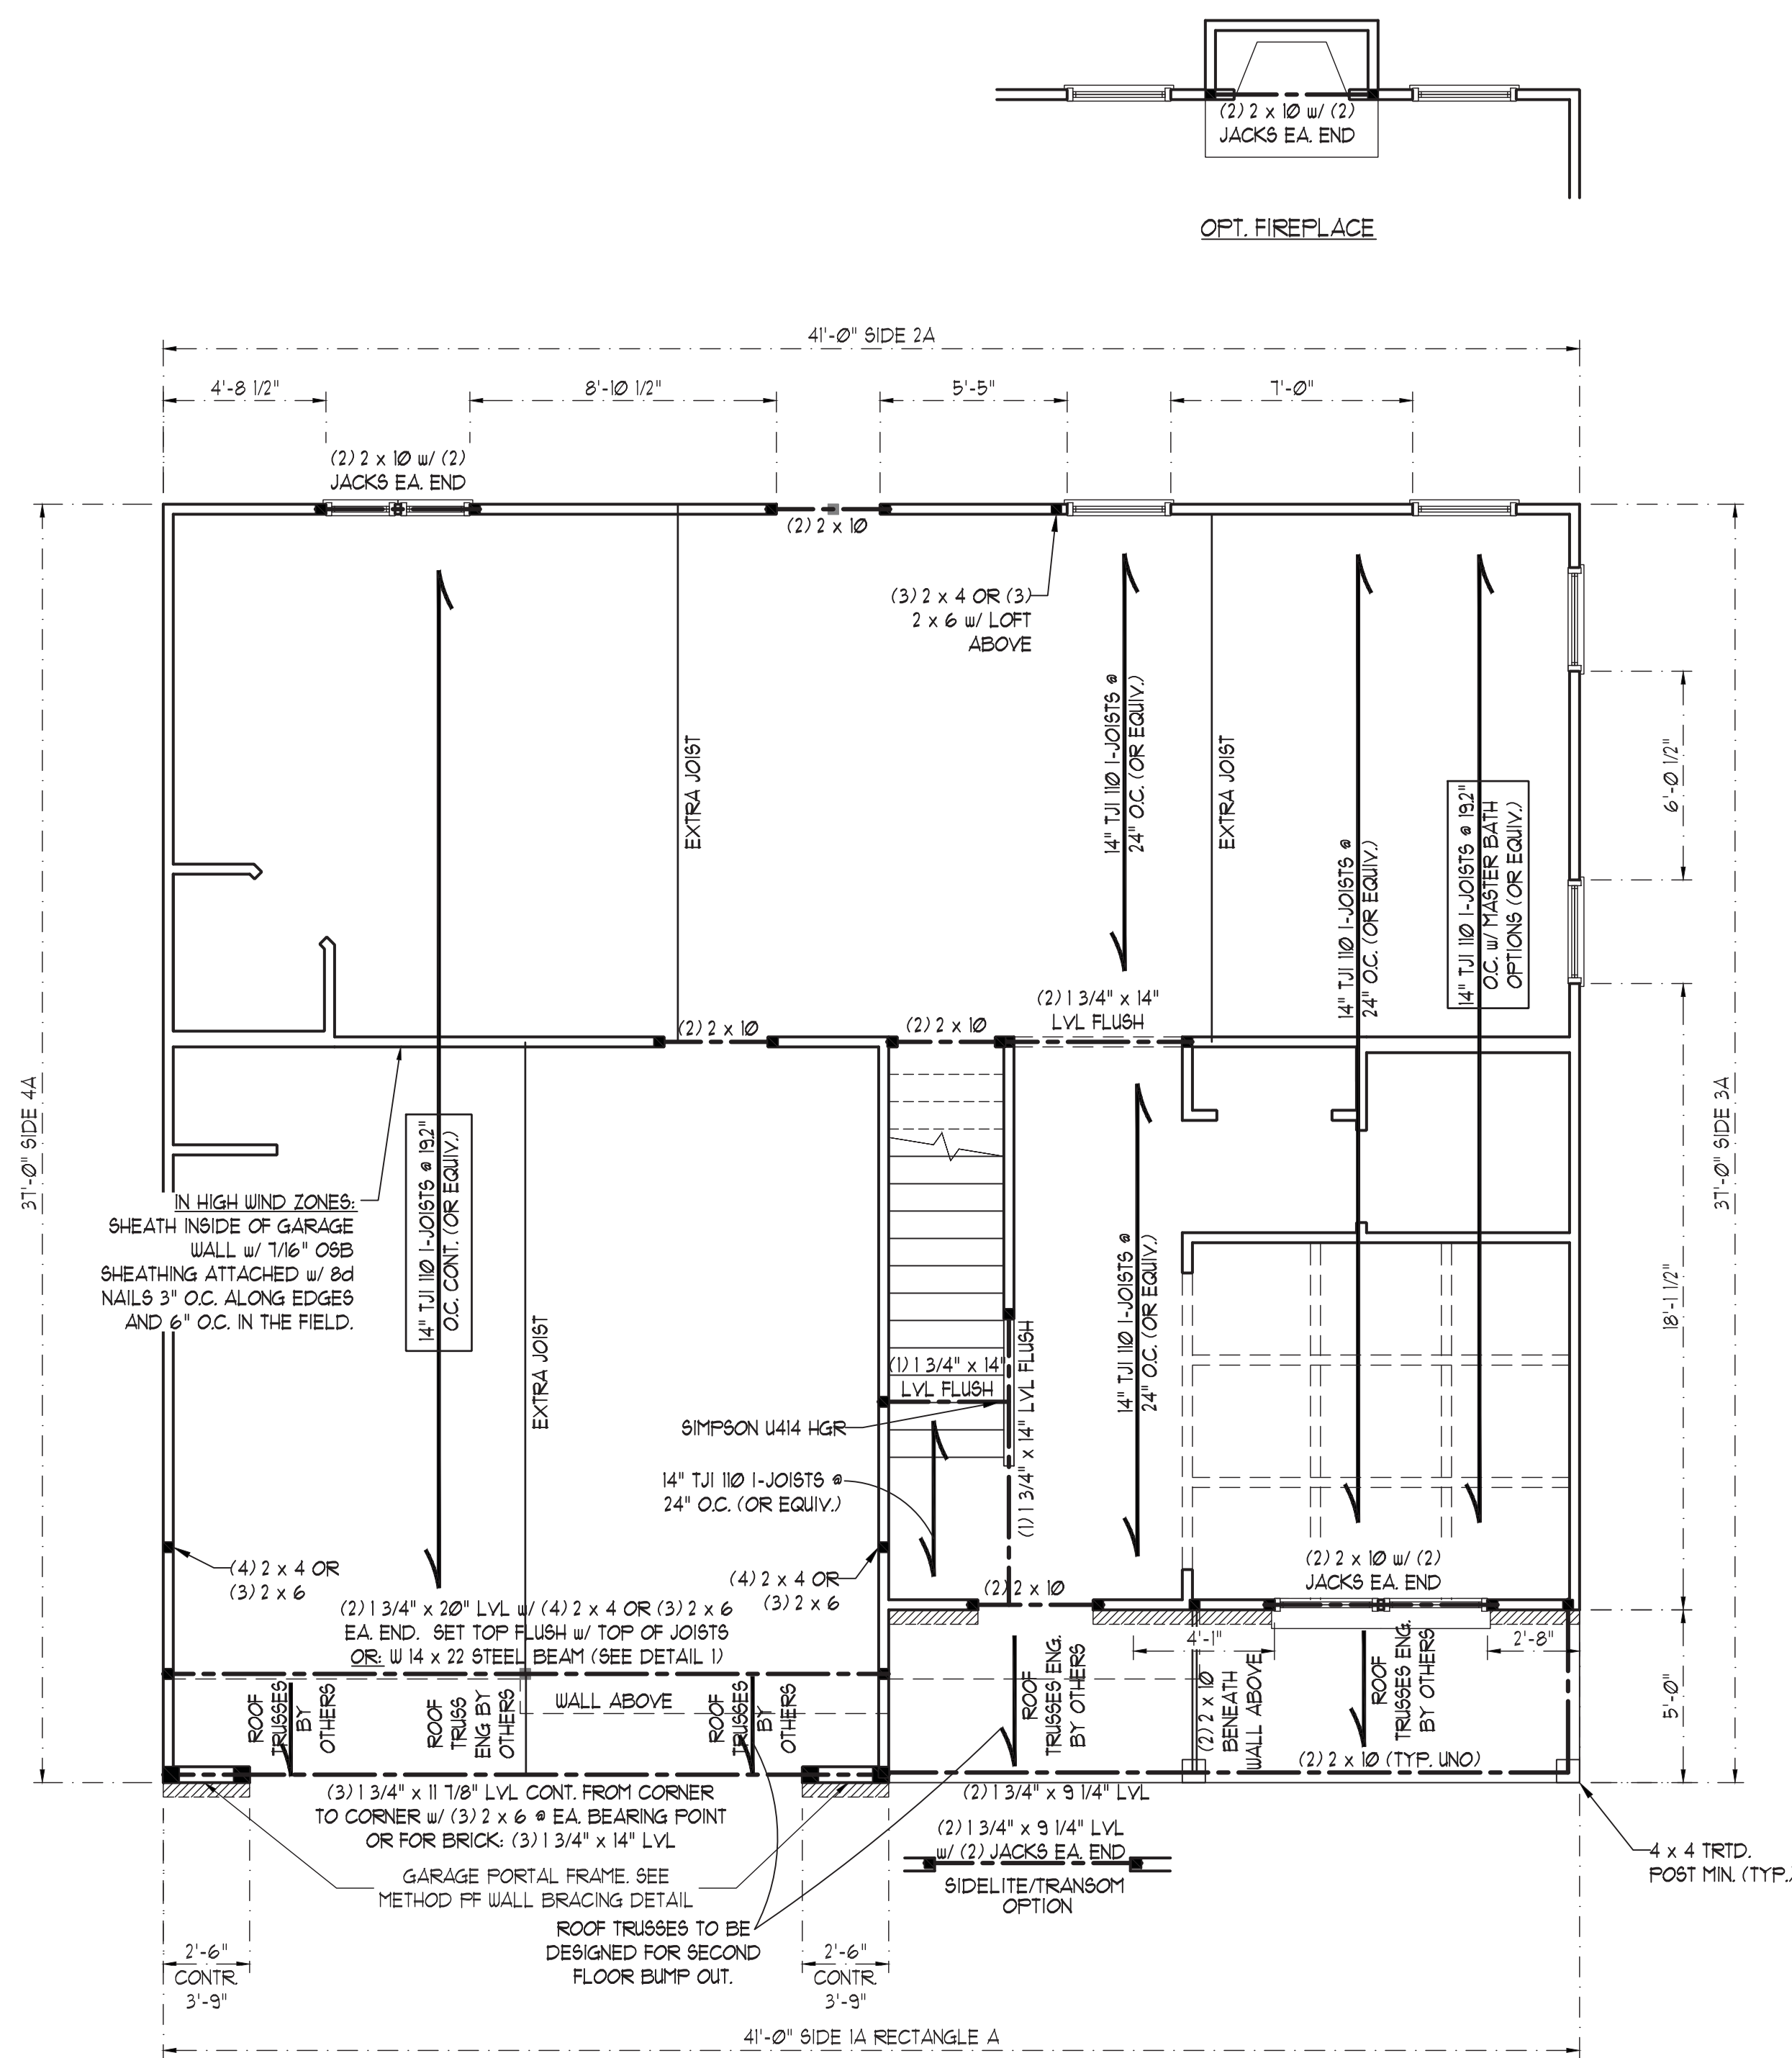 (2) 2 x 10 w/ (2)
JACKS EA. END
OPT. FIREPLACE
41'-0" SIDE 2A
4'-8 1/2"
8'-10 1/2"
5'-5"
7'-0"
(2) 2 x 10 w/ (2)
JACKS EA. END
(2) 2 x 10
(3) 2 x 4 OR (3)
2 x 6 w/ LOFT
ABOVE
14" TJI 110 I-JOISTS @
24" O.C. (OR EQUIV.)
EXTRA JOIST
EXTRA JOIST
14" TJI 110 I-JOISTS @
24" O.C. (OR EQUIV.)
14" TJI 110 I-JOISTS @ 19.2"
O.C. w/ MASTER BATH
OPTIONS (OR EQUIV.)
6'-0 1/2"
37'-0" SIDE 4A
37'-0" SIDE 3A
(2) 2 x 10
(2) 2 x 10
(2) 1 3/4" x 14"
LVL FLUSH
IN HIGH WIND ZONES:
SHEATH INSIDE OF GARAGE
WALL w/ 7/16" OSB
SHEATHING ATTACHED w/ 8d
NAILS 3" O.C. ALONG EDGES
AND 6" O.C. IN THE FIELD.
14" TJI 110 I-JOISTS @ 19.2"
O.C. CONT. (OR EQUIV.)
EXTRA JOIST
14" TJI 110 I-JOISTS @
24" O.C. (OR EQUIV.)
18'-1 1/2"
(1) 1 3/4" x 14"
LVL FLUSH
(1) 1 3/4" x 14" LVL FLUSH
SIMPSON U414 HGR
14" TJI 110 I-JOISTS @
24" O.C. (OR EQUIV.)
(4) 2 x 4 OR
(3) 2 x 6
(4) 2 x 4 OR
(3) 2 x 6
(2) 2 x 10
(2) 2 x 10 w/ (2)
JACKS EA. END
(2) 1 3/4" x 20" LVL w/ (4) 2 x 4 OR (3) 2 x 6
EA. END. SET TOP FLUSH w/ TOP OF JOISTS
OR: W 14 x 22 STEEL BEAM (SEE DETAIL 1)
4'-1"
2'-8"
5'-0"
ROOF
TRUSSES
BY
OTHERS
ROOF
TRUSS
ENG BY
OTHERS
WALL ABOVE
ROOF
TRUSSES
BY
OTHERS
ROOF
TRUSSES ENG.
BY OTHERS
(2) 2 x 10
BENEATH
WALL ABOVE
ROOF
TRUSSES ENG.
BY OTHERS
(2) 2 x 10 (TYP. UNO)
(3) 1 3/4" x 11 7/8" LVL CONT. FROM CORNER
TO CORNER w/ (3) 2 x 6 @ EA. BEARING POINT
OR FOR BRICK: (3) 1 3/4" x 14" LVL
(2) 1 3/4" x 9 1/4" LVL
(2) 1 3/4" x 9 1/4" LVL
w/ (2) JACKS EA. END
SIDELITE/TRANSOM
OPTION
4 x 4 TRTD.
POST MIN. (TYP.)
GARAGE PORTAL FRAME. SEE
METHOD PF WALL BRACING DETAIL
ROOF TRUSSES TO BE
DESIGNED FOR SECOND
FLOOR BUMP OUT.
2'-6"
CONTR.
3'-9"
2'-6"
CONTR.
3'-9"
41'-0" SIDE 1A RECTANGLE A